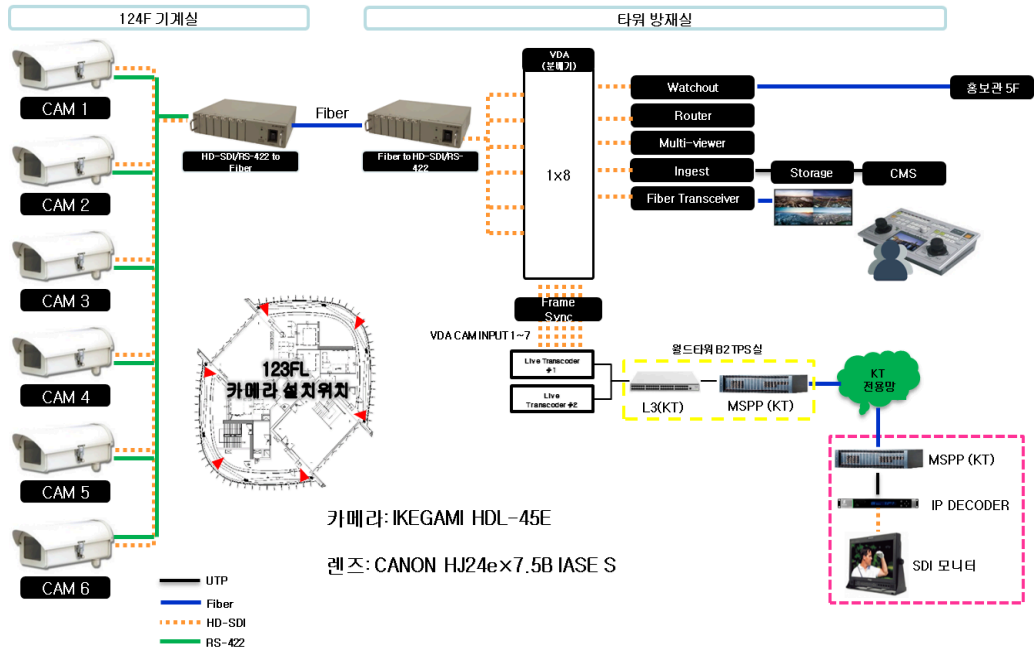 124F 기계실
타워 방재실
CAM 1
CAM 2
CAM 3
CAM 4
CAM 5
CAM 6
HD-SDI/RS-422 to
Fiber
Fiber
Fiber to HD-SDI/RS-
422
VDA
(분배기)
1x8
Watchout
Router
Multi-viewer
Ingest
Fiber Transceiver
Storage
CMS
홍보관 5F
Frame
Sync
VDA CAM INPUT 1~7
Live Transcoder
#1
Live
Transcoder #2
월드타워 B2 TPS실
L3(KT)
MSPP (KT)
KT
전용망
MSPP (KT)
IP DECODER
SDI 모니터
123FL
카메라 설치위치
카메라: IKEGAMI HDL-45E
렌즈: CANON HJ24e×7.5B IASE S
UTP
Fiber
HD-SDI
RS-422